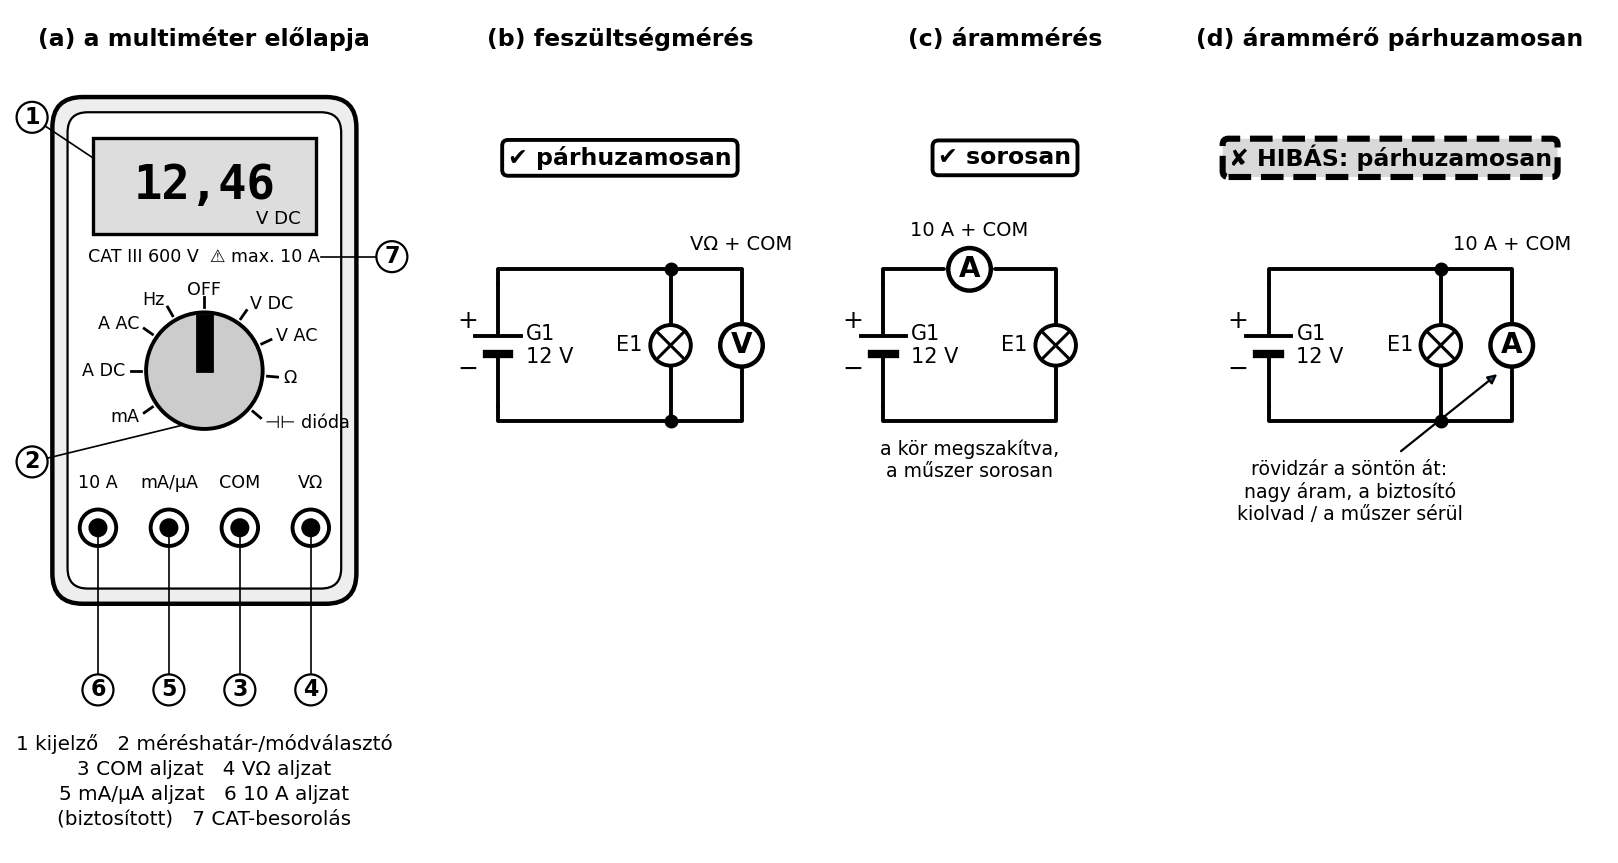 (a) a multiméter előlapja
1
12,46
V DC
CAT III 600 V ⚠ max. 10 A
7
OFF
Hz
V DC
A AC
V AC
A DC
Ω
mA
⊣⊢ dióda
2
10 A mA/µA COM VΩ
6 5 3 4
1 kijelző 2 méréshatár-/módválasztó
3 COM aljzat 4 VΩ aljzat
5 mA/µA aljzat 6 10 A aljzat
(biztosított) 7 CAT-besorolás
(b) feszültségmérés
✔ párhuzamosan
VΩ + COM
+
G1
12 V
−
E1
V
(c) árammérés
✔ sorosan
10 A + COM
A
+
G1
12 V
−
E1
a kör megszakítva,
a műszer sorosan
(d) árammérő párhuzamosan
✘ HIBÁS: párhuzamosan
10 A + COM
+
G1
12 V
−
E1
A
rövidzár a söntön át:
nagy áram, a biztosító
kiolvad / a műszer sérül